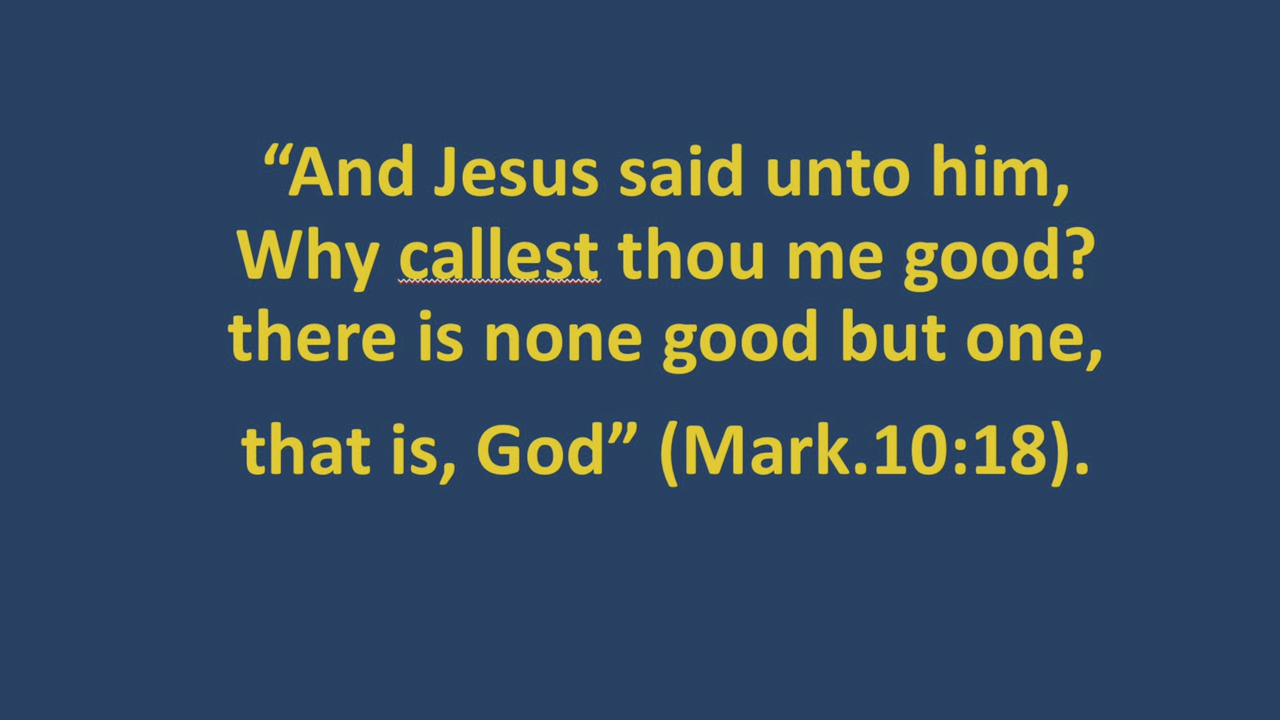 “And Jesus said unto him,
Why callest thou me good?
there is none good but one,
that is, God” (Mark.10:18).